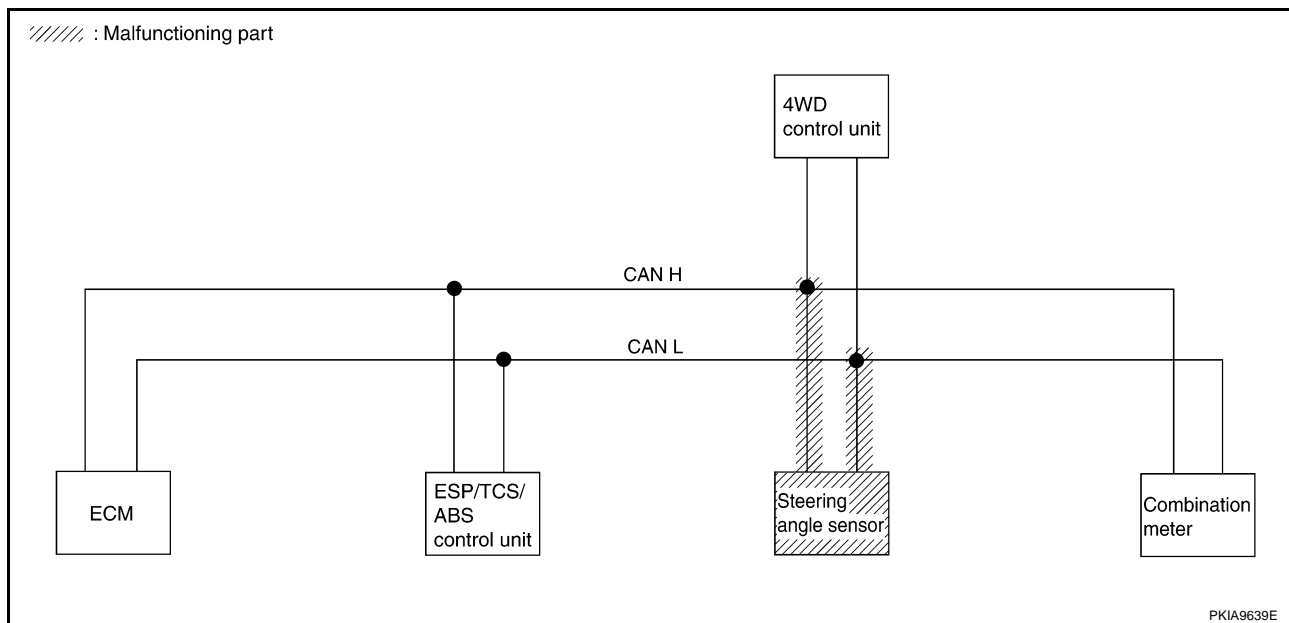 : Malfunctioning part
4WD
control unit
CAN H
CAN L
ECM
ESP/TCS/
ABS
control unit
Steering
angle sensor
Combination
meter
PKIA9639E